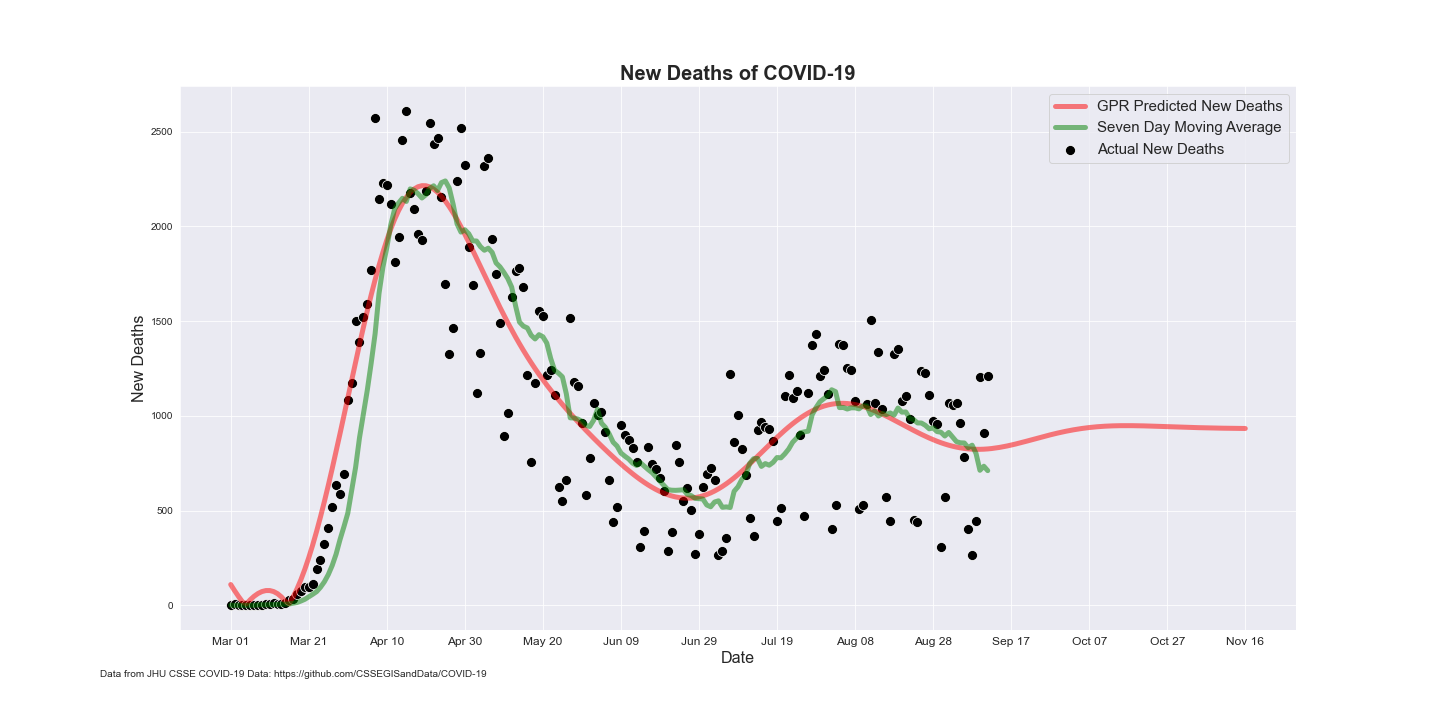 New Deaths of COVID-19
GPR Predicted New Deaths
Seven Day Moving Average
Actual New Deaths
New Deaths
2500
2000
1500
1000
500
0
Mar 01 Mar 21 Apr 10 Apr 30 May 20 Jun 09 Jun 29 Jul 19 Aug 08 Aug 28 Sep 17 Oct 07 Oct 27 Nov 16
Date
Data from JHU CSSE COVID-19 Data: https://github.com/CSSEGISandData/COVID-19